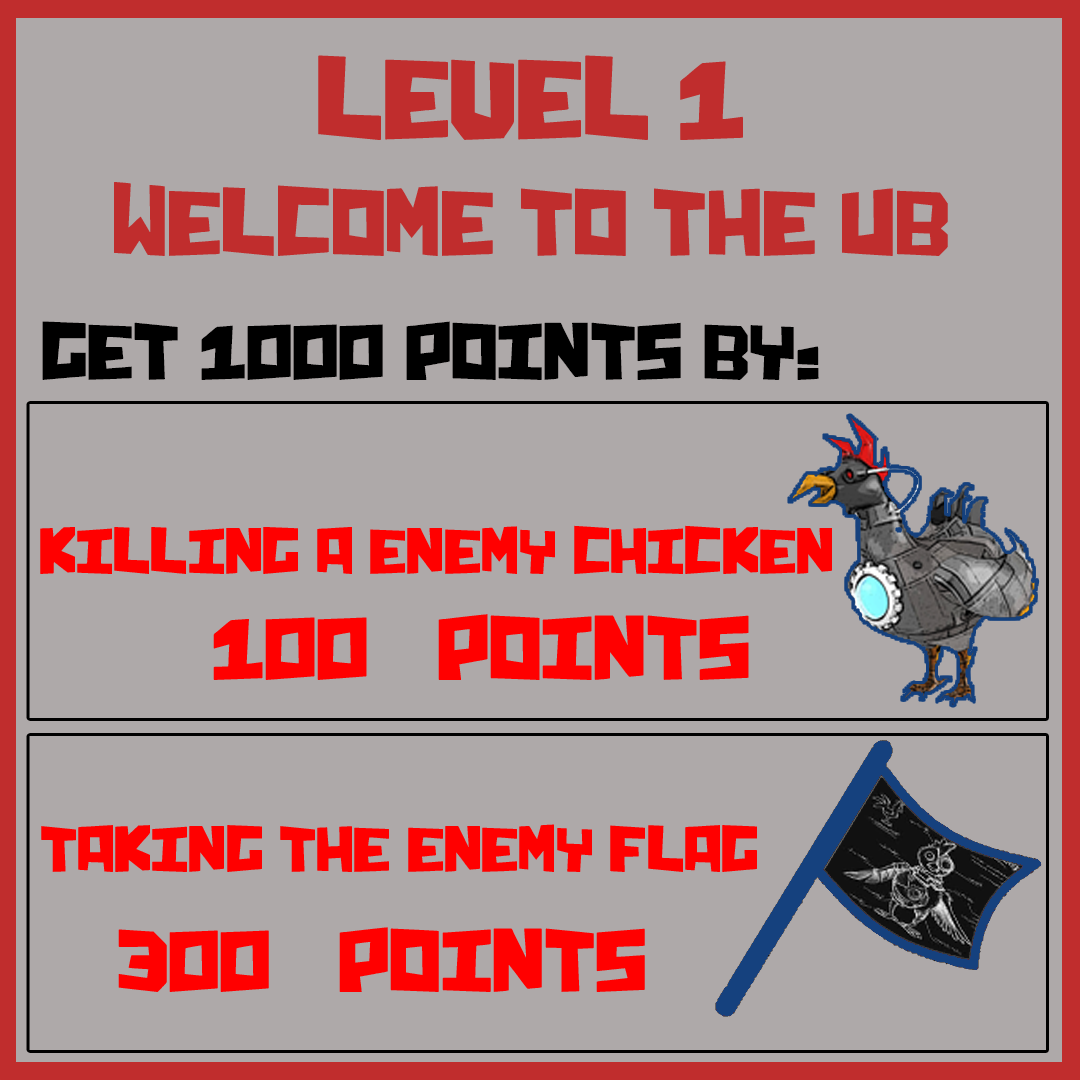 LEVEL 1
WELCOME TO THE UB
GET 1000 POINTS BY:
KILLING A ENEMY CHICKEN
100 POINTS
TAKING THE ENEMY FLAG
300 POINTS